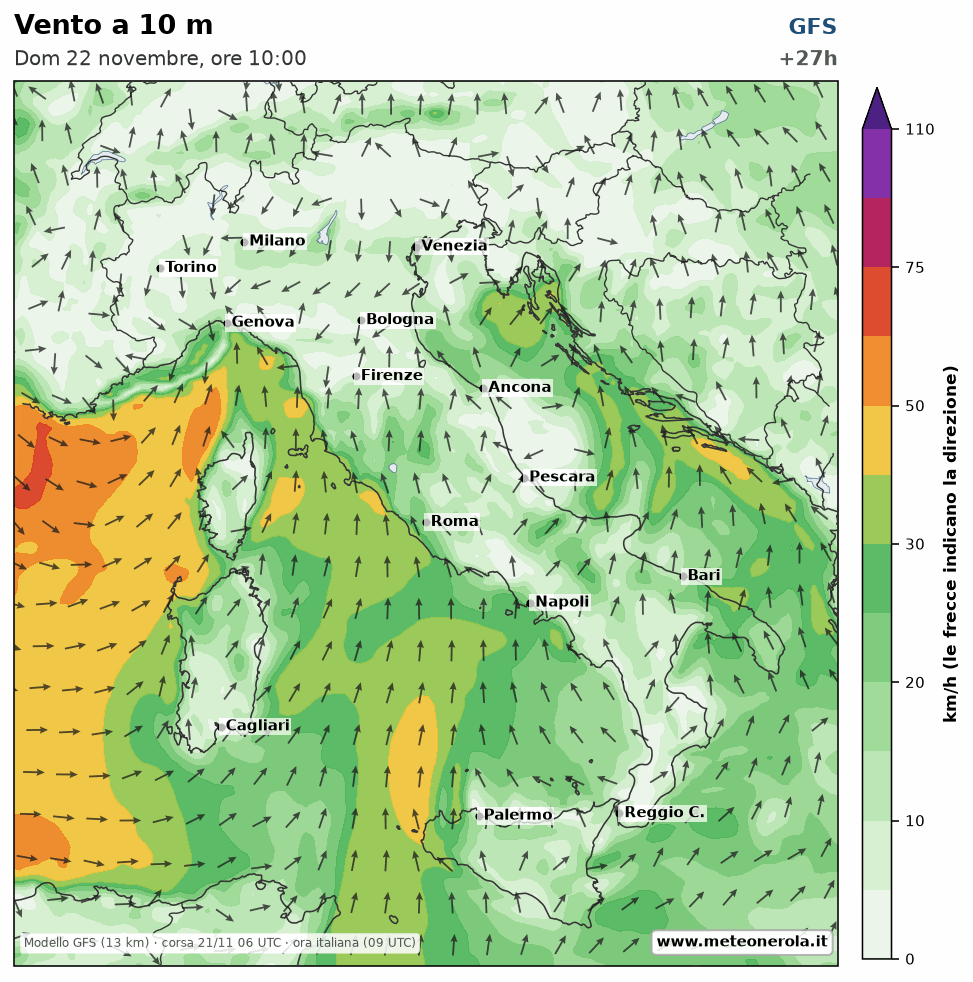 Vento a 10 m
GFS
Dom 22 novembre, ore 10:00
+27h
110
75
50
30
20
10
0
km/h (le frecce indicano la direzione)
Milano
Venezia
Torino
Genova
Bologna
Firenze
Ancona
Pescara
Roma
Bari
Napoli
Cagliari
Palermo
Reggio C.
Modello GFS (13 km) · corsa 21/11 06 UTC · ora italiana (09 UTC)
www.meteonerola.it